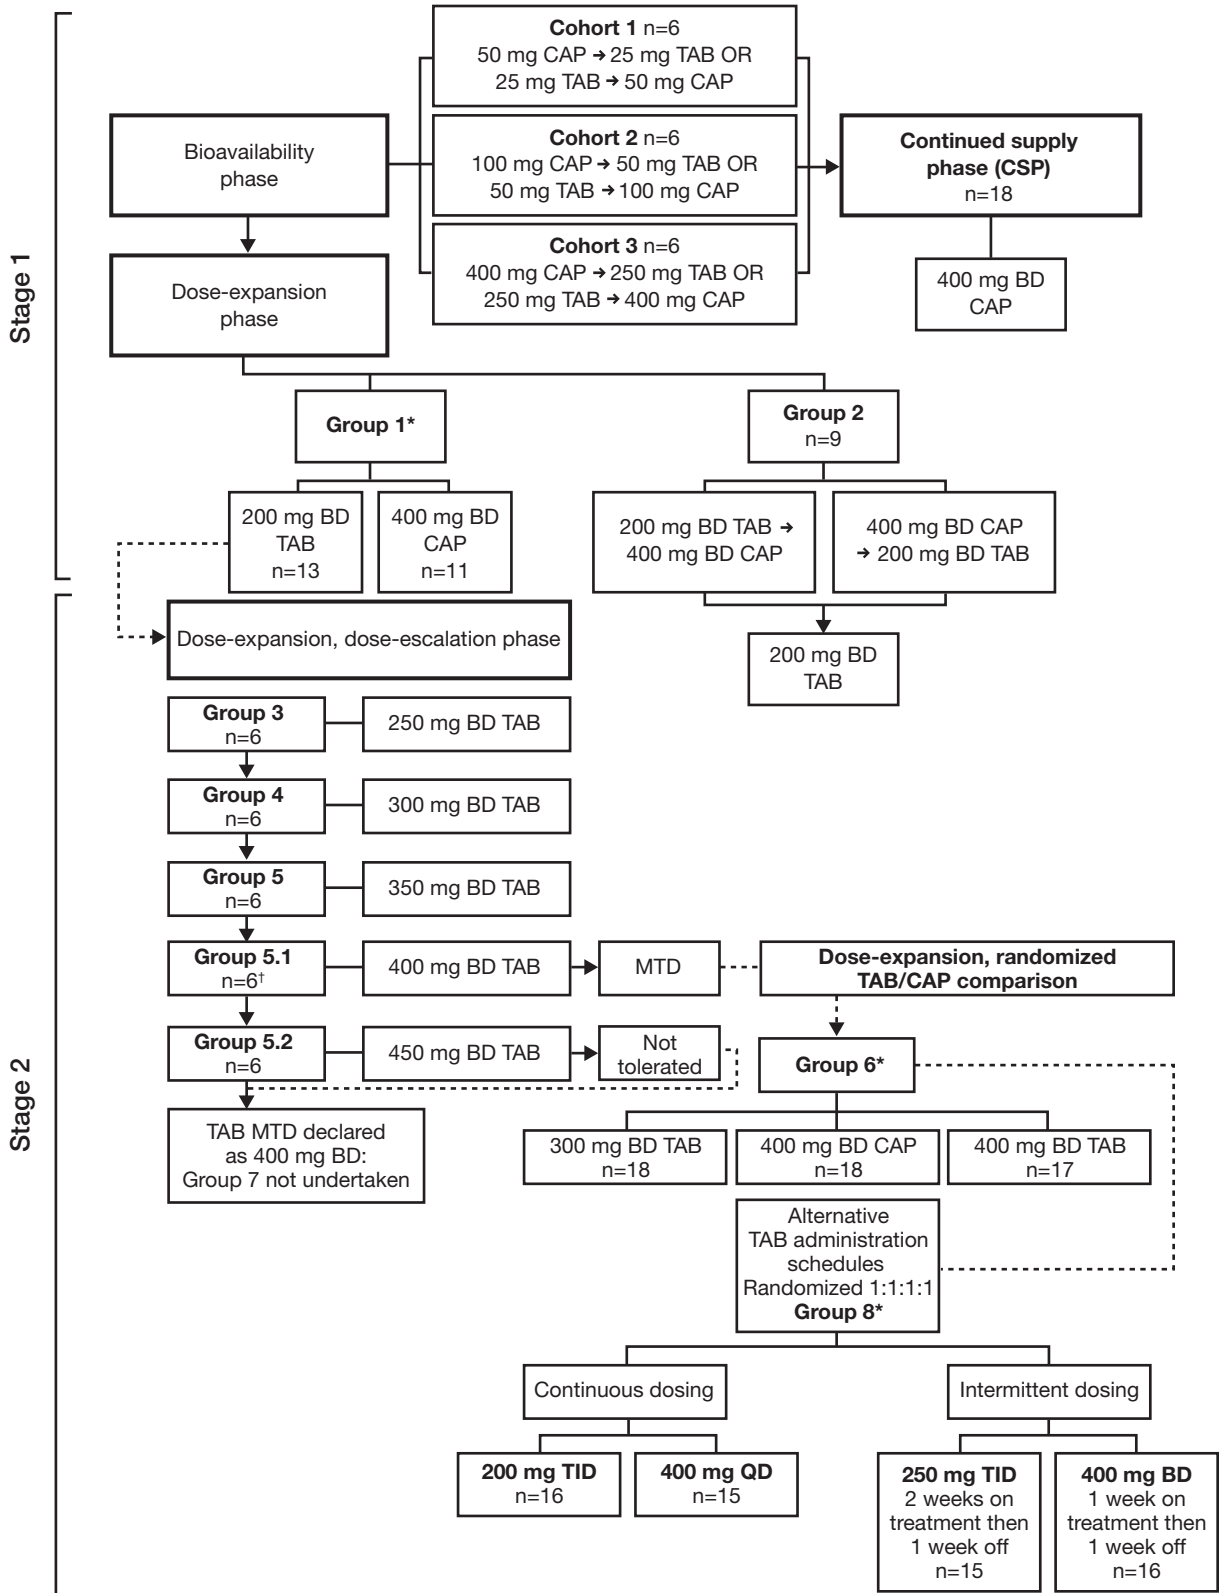 Stage 1
Cohort 1 n=6
50 mg CAP → 25 mg TAB OR
25 mg TAB → 50 mg CAP
Bioavailability
phase
Cohort 2 n=6
100 mg CAP → 50 mg TAB OR
50 mg TAB → 100 mg CAP
Continued supply
phase (CSP)
n=18
Cohort 3 n=6
400 mg CAP → 250 mg TAB OR
250 mg TAB → 400 mg CAP
400 mg BD
CAP
Dose-expansion
phase
Group 1*
Group 2
n=9
200 mg BD
TAB
n=13
400 mg BD
CAP
n=11
200 mg BD TAB →
400 mg BD CAP
400 mg BD CAP
→ 200 mg BD TAB
200 mg BD
TAB
Stage 2
Dose-expansion, dose-escalation phase
Group 3
n=6
250 mg BD TAB
Group 4
n=6
300 mg BD TAB
Group 5
n=6
350 mg BD TAB
Group 5.1
n=6†
400 mg BD TAB
MTD
Dose-expansion, randomized
TAB/CAP comparison
Group 5.2
n=6
450 mg BD TAB
Not
tolerated
Group 6*
TAB MTD declared
as 400 mg BD:
Group 7 not undertaken
300 mg BD TAB
n=18
400 mg BD CAP
n=18
400 mg BD TAB
n=17
Alternative
TAB administration
schedules
Randomized 1:1:1:1
Group 8*
Continuous dosing
Intermittent dosing
200 mg TID
n=16
400 mg QD
n=15
250 mg TID
2 weeks on
treatment then
1 week off
n=15
400 mg BD
1 week on
treatment then
1 week off
n=16